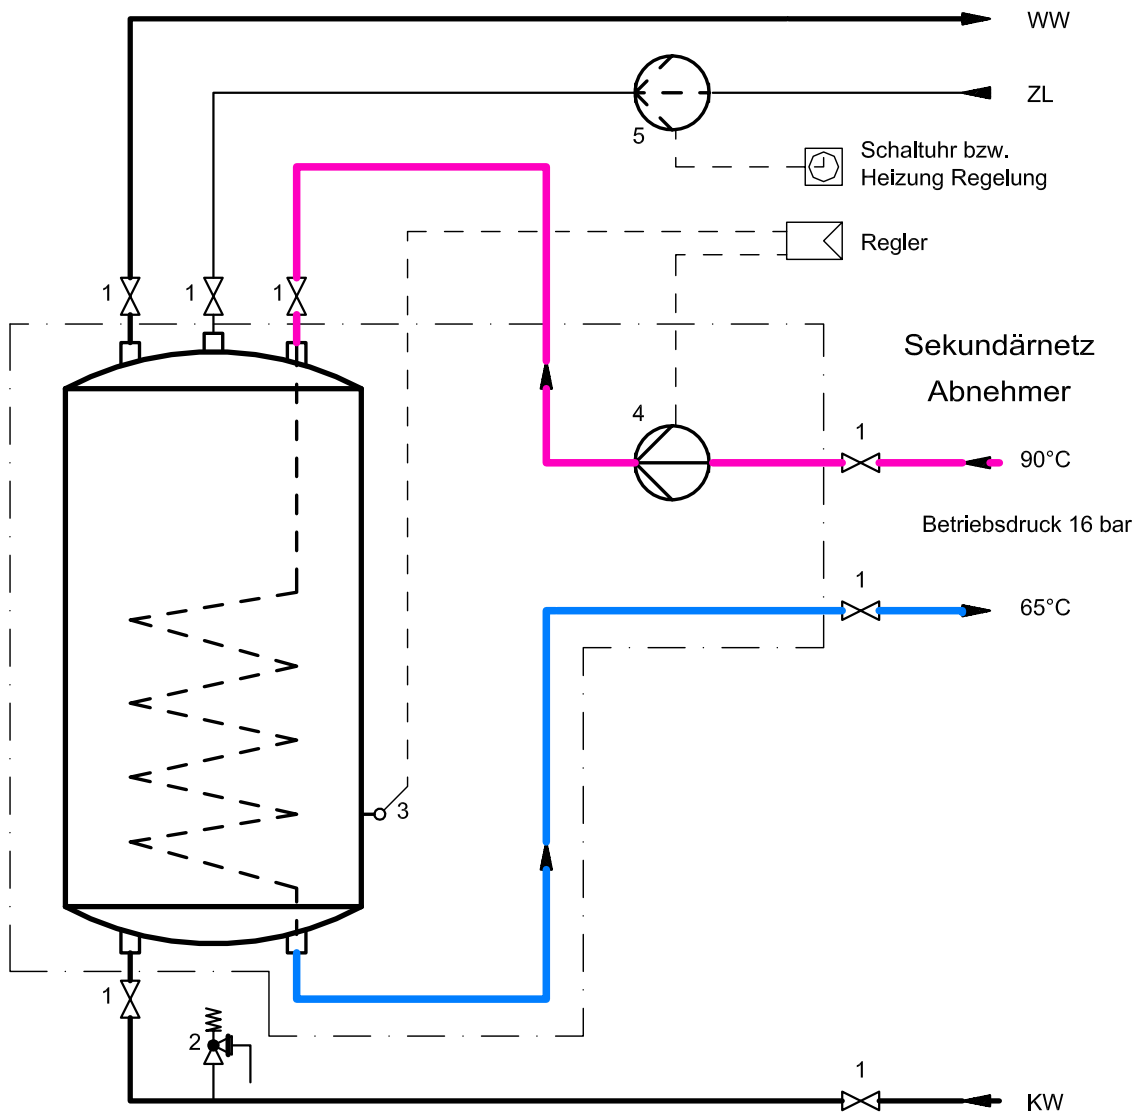 WW
ZL
5
Schaltuhr bzw.
Heizung Regelung
Regler
1
1
1
Sekundärnetz
Abnehmer
4
1
90°C
Betriebsdruck 16 bar
1
65°C
3
1
2
1
KW